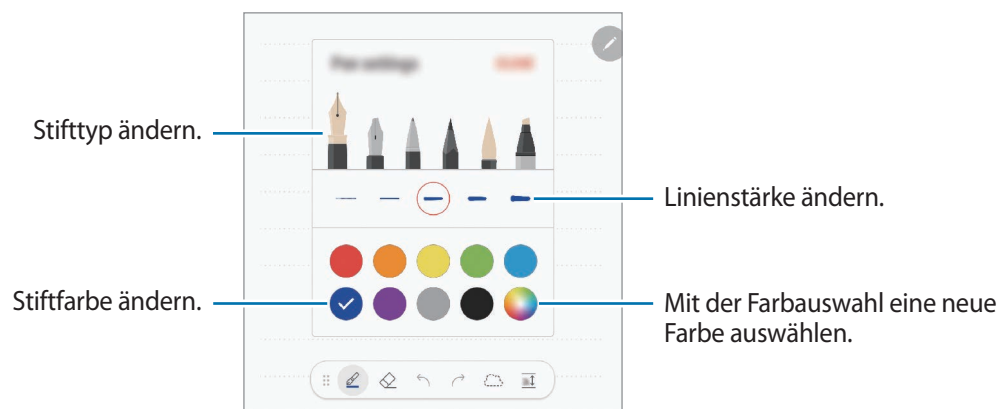 Stifttyp ändern.
Linienstärke ändern.
Stiftfarbe ändern.
Mit der Farbauswahl eine neue
Farbe auswählen.